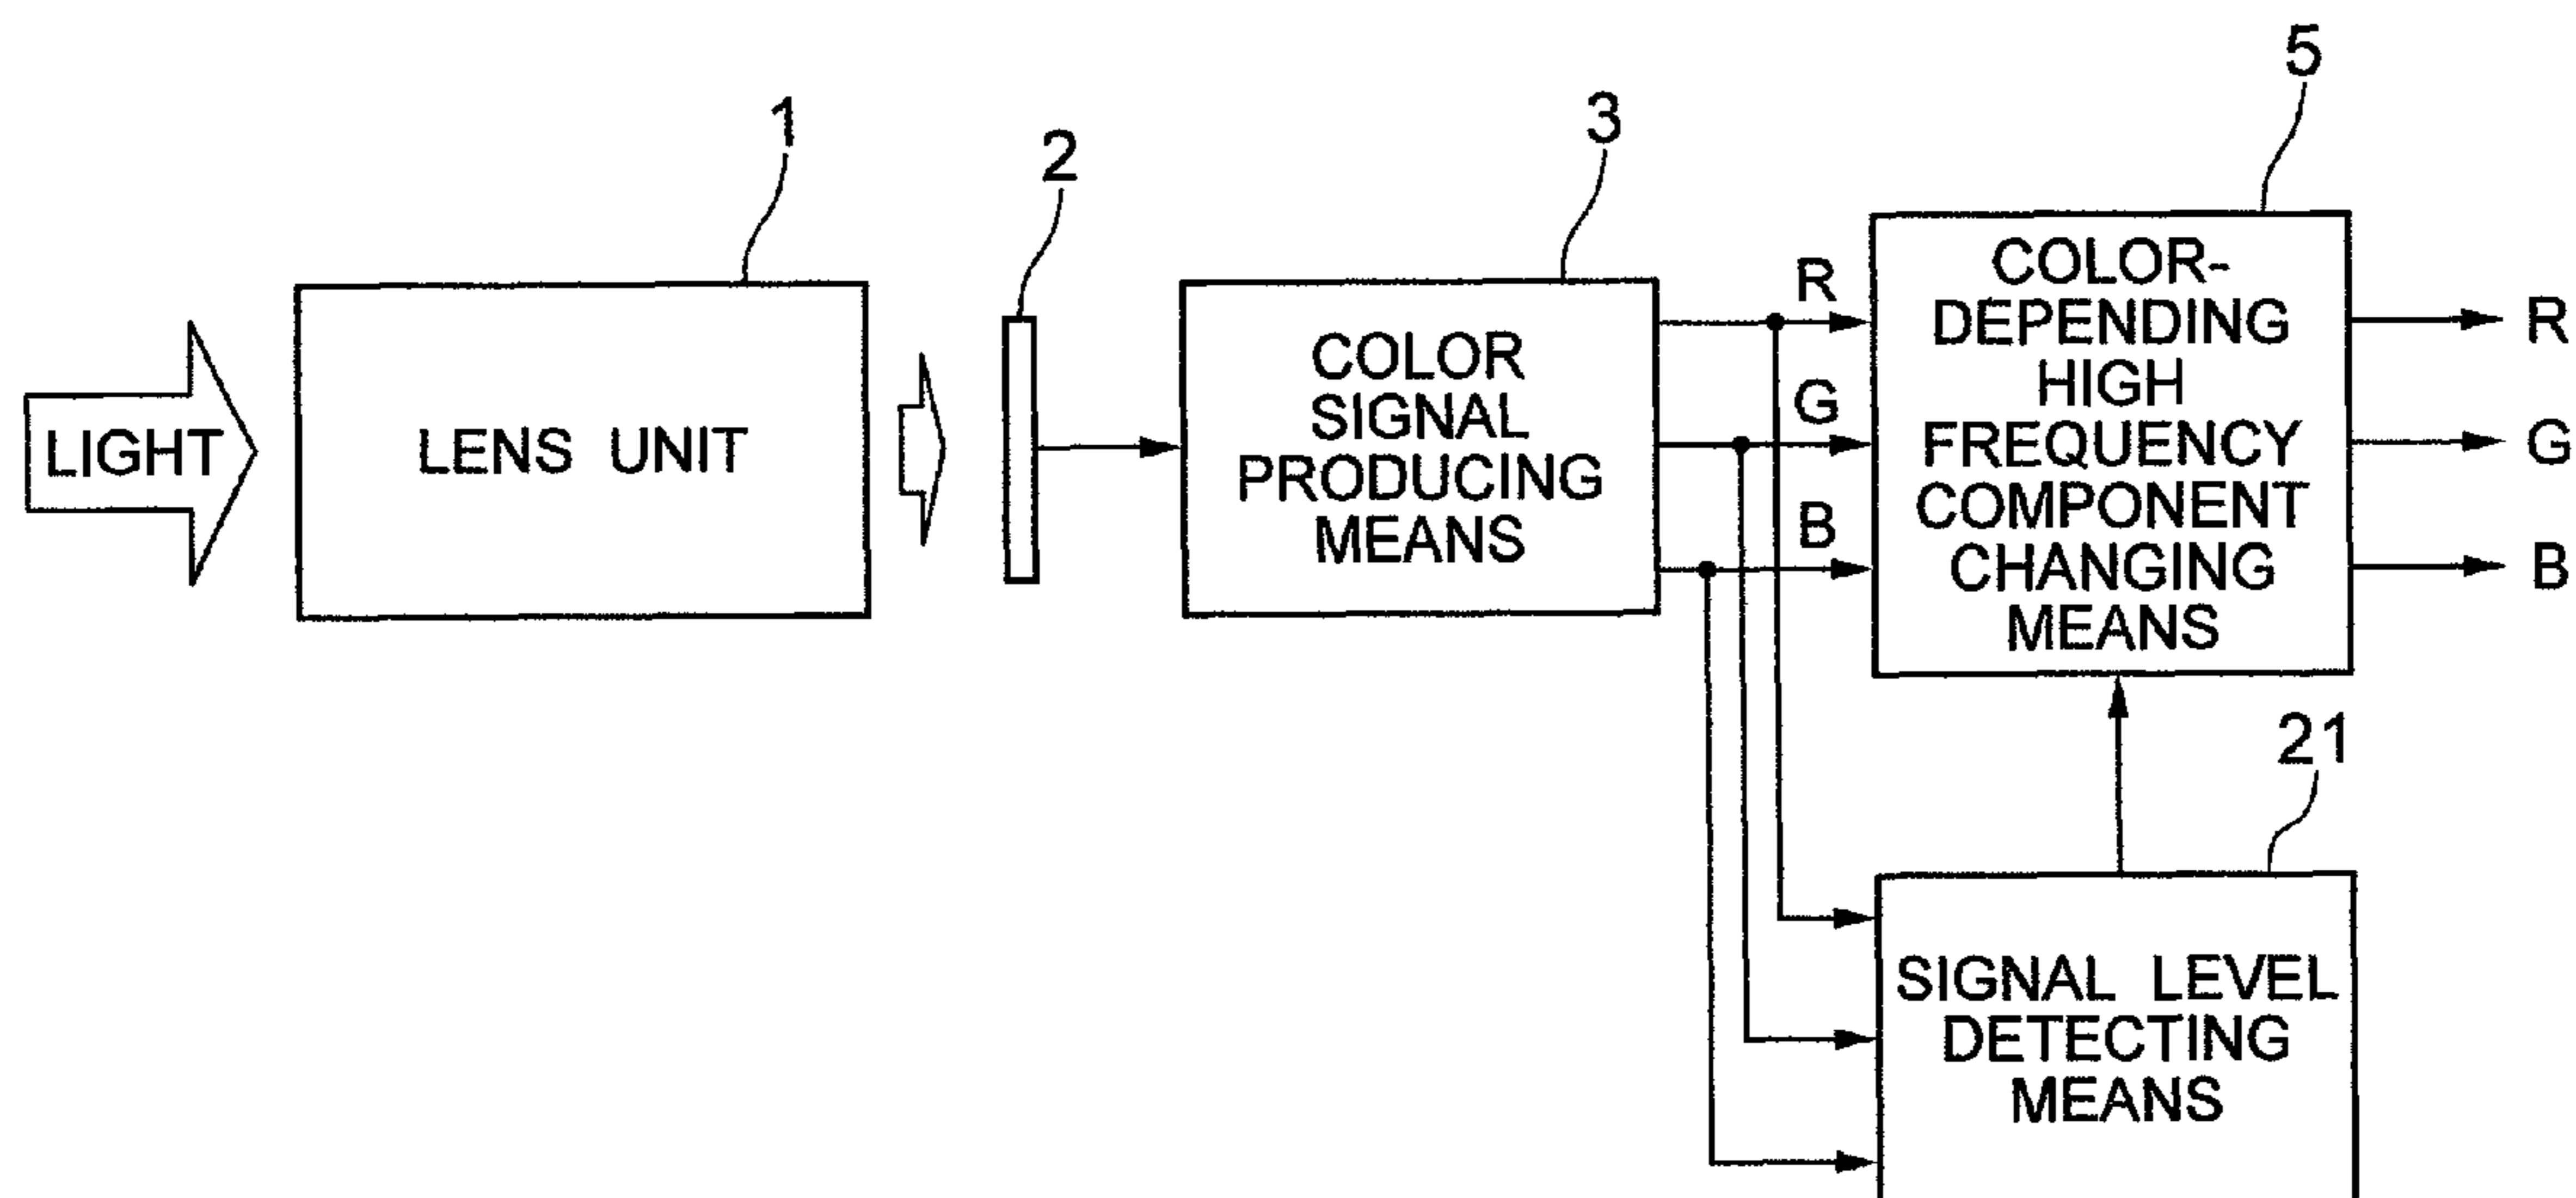 5
1
3
2
COLOR-
DEPENDING
HIGH
FREQUENCY
COMPONENT
CHANGING
MEANS
R
G
B
R
G
B
COLOR
SIGNAL
PRODUCING
MEANS
LIGHT
LENS UNIT
21
SIGNAL LEVEL
DETECTING
MEANS